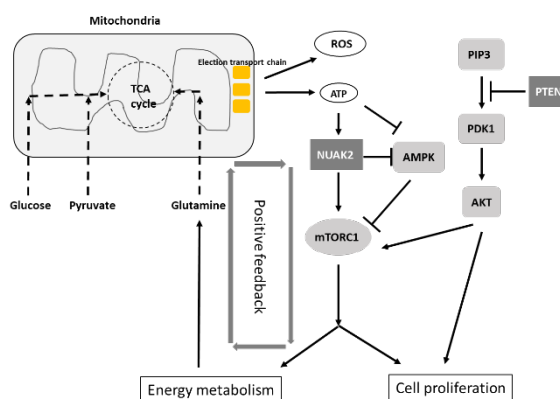 Mitochondria
Election transport chain
TCA
cycle
Glucose
Pyruvate
Glutamine
ROS
ATP
NUAK2
AMPK
mTORC1
PIP3
PTEN
PDK1
AKT
Positive feedback
Energy metabolism
Cell proliferation